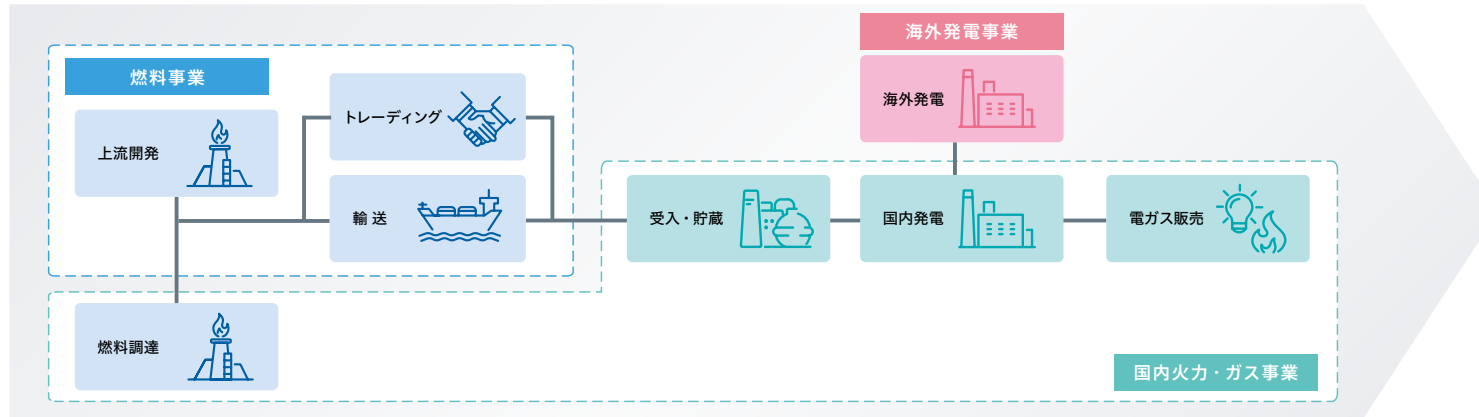 燃料事業
上流開発
トレーディング
輸 送
燃料調達
海外発電事業
海外発電
受入・貯蔵
国内発電
電ガス販売
国内火力・ガス事業